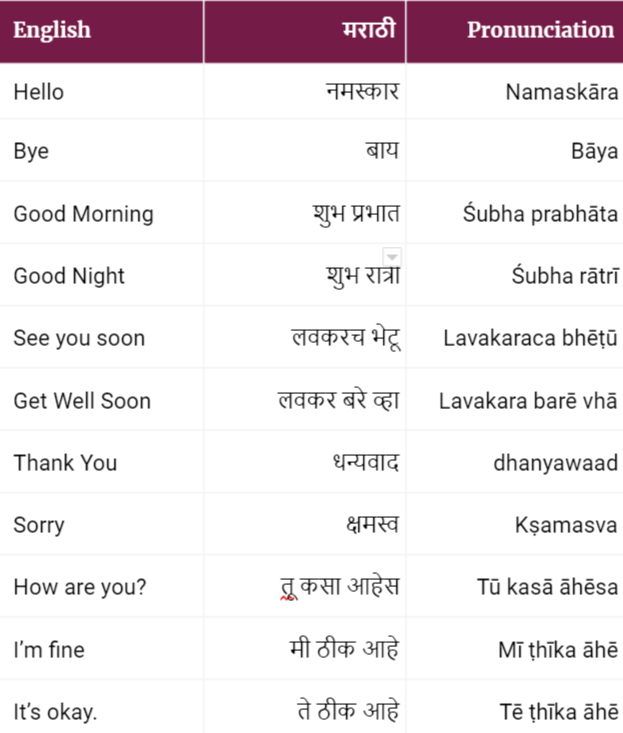 English मराठी Pronunciation
Hello नमस्कार Namaskāra
Bye बाय Bāya
Good Morning शुभ प्रभात Śubha prabhāta
Good Night शुभ रात्री Śubha rātrī
See you soon लवकरच भेटू Lavakaraca bhēṭū
Get Well Soon लवकर बरे व्हा Lavakara barē vhā
Thank You धन्यवाद dhanyawaad
Sorry क्षमस्व Kṣamasva
How are you? तू कसा आहेस Tū kasā āhēsa
I’m fine मी ठीक आहे Mī ṭhīka āhē
It’s okay. ते ठीक आहे Tē ṭhīka āhē